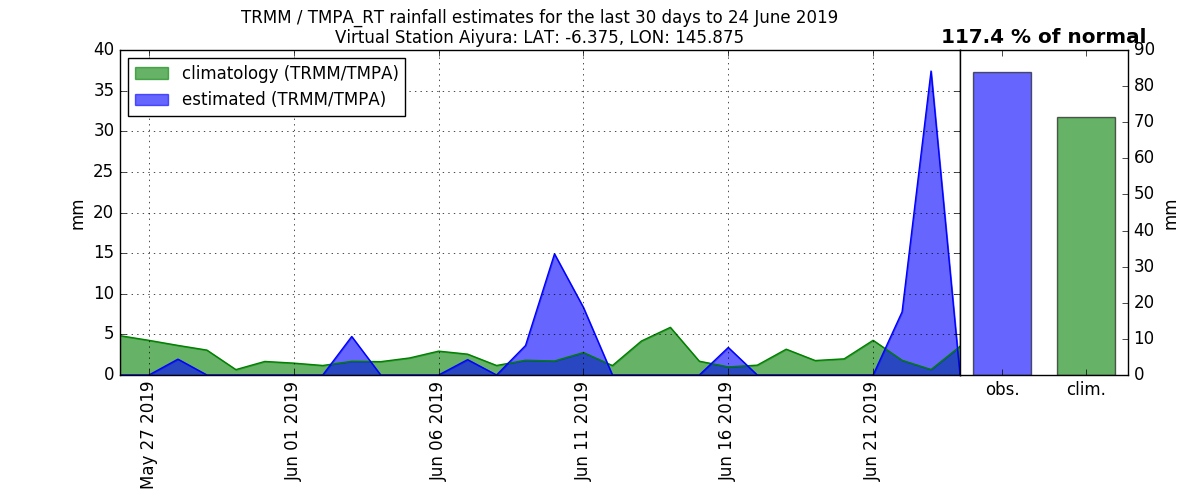 TRMM / TMPA_RT rainfall estimates for the last 30 days to 24 June 2019
Virtual Station Aiyura: LAT: -6.375, LON: 145.875
117.4 % of normal
climatology (TRMM/TMPA)
estimated (TRMM/TMPA)
40
35
30
25
20
15
10
5
0
mm
May 27 2019
Jun 01 2019
Jun 06 2019
Jun 11 2019
Jun 16 2019
Jun 21 2019
obs.
clim.
90
80
70
60
50
40
30
20
10
0
mm